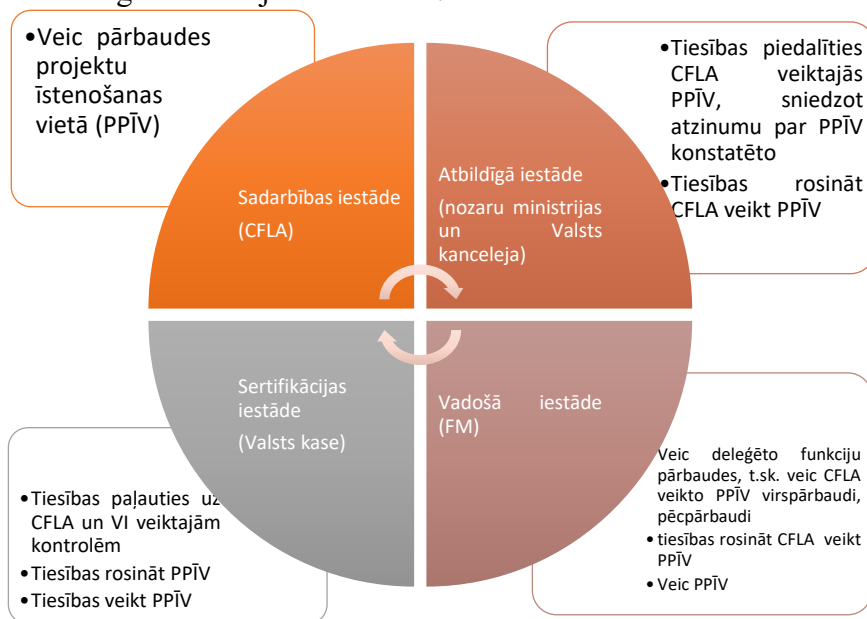 •Veic pārbaudes
projektu
īstenošanas
vietā (PPĪV)
•Tiesības piedalīties
CFLA veiktajās
PPĪV, sniedzot
atzinumu par PPĪV
konstatēto
•Tiesības rosināt
CFLA veikt PPĪV
Sadarbības iestāde
(CFLA)
Atbildīgā iestāde
(nozaru ministrijas
un Valsts
kanceleja)
Sertifikācijas
iestāde
(Valsts kase)
Vadošā iestāde
(FM)
•Tiesības paļauties uz
CFLA un VI veiktajām
kontrolēm
•Tiesības rosināt PPĪV
•Tiesības veikt PPĪV
Veic deleģēto funkciju
pārbaudes, t.sk. veic CFLA
veikto PPĪV virspārbaudi,
pēcpārbaudi
•tiesības rosināt CFLA veikt
PPĪV
•Veic PPĪV